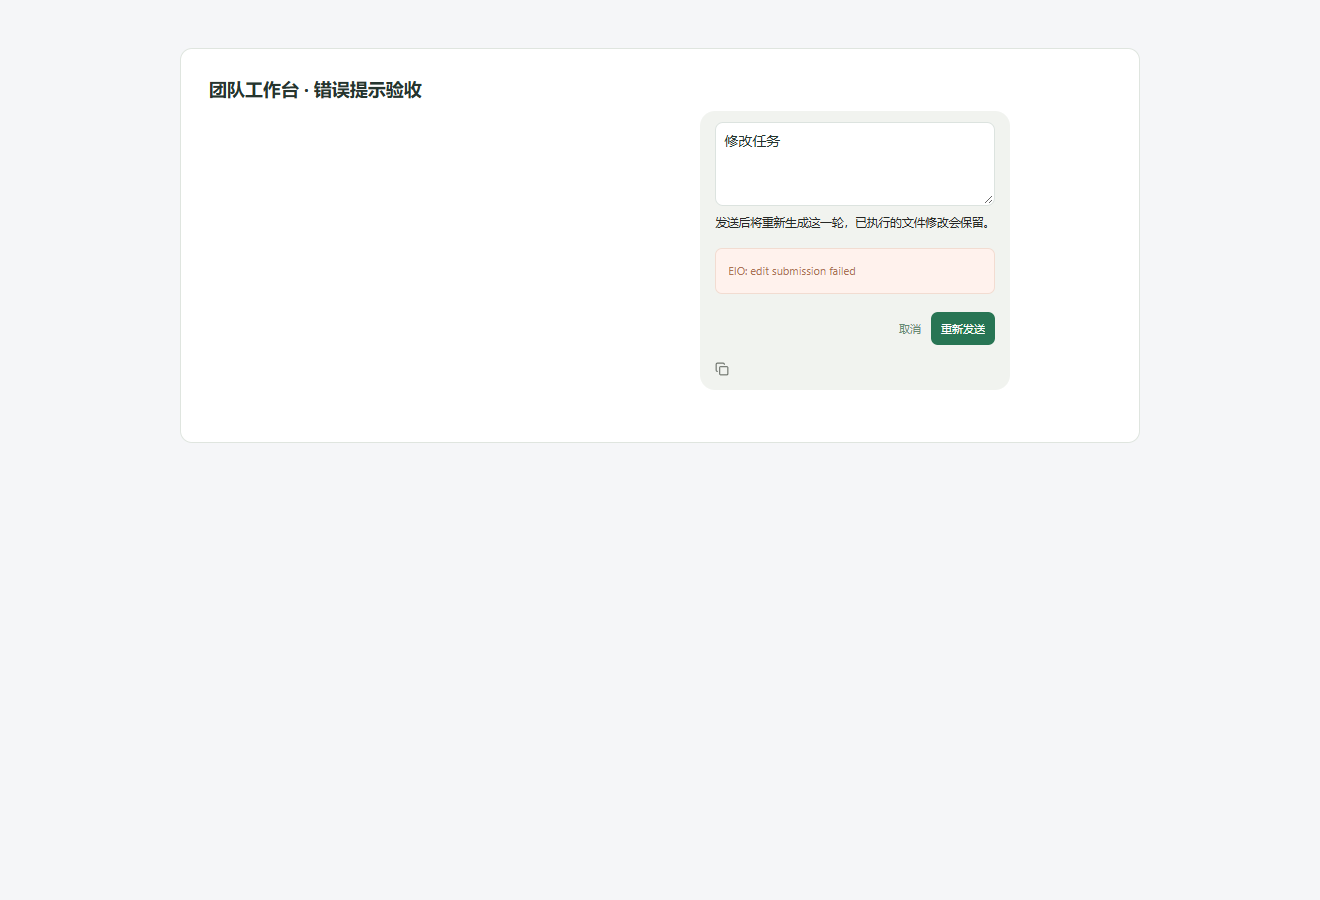 团队工作台 · 错误提示验收
修改任务
发送后将重新生成这一轮，已执行的文件修改会保留。
EIO: edit submission failed
取消
重新发送